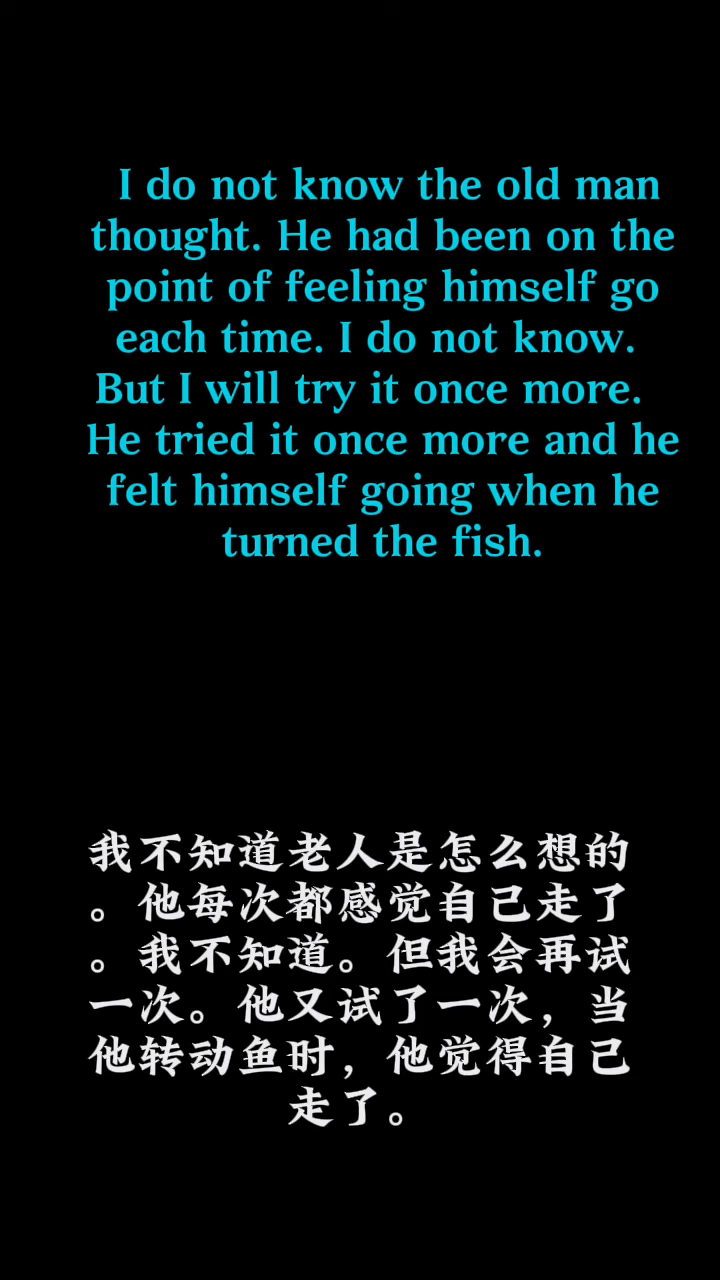 I do not know the old man
thought. He had been on the
point of feeling himself go
each time. I do not know.
But I will try it once more.
He tried it once more and he
felt himself going when he
turned the fish.
我不知道老人是怎么想的
。他每次都感觉自己走了
。我不知道。但我会再试
一次。他又试了一次，当
他转动鱼时，他觉得自己
走了。